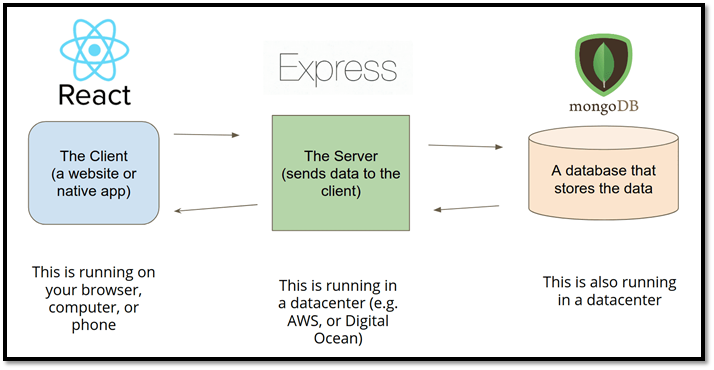 React
Express
mongoDB
The Client
(a website or
native app)
The Server
(sends data to the
client)
A database that
stores the data
This is running on
your browser,
computer, or
phone
This is running in
a datacenter (e.g.
AWS, or Digital
Ocean)
This is also running
in a datacenter